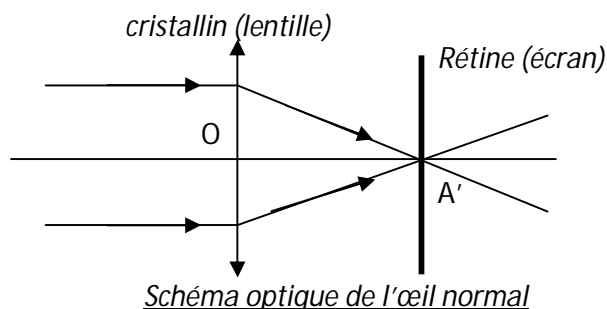 cristallin (lentille)
Rétine (écran)
O
A'
Schéma optique de l'œil normal